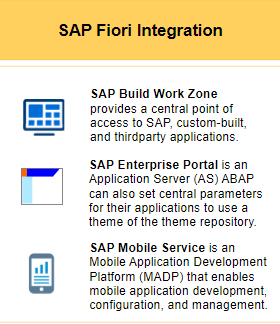 SAP Fiori Integration
SAP Build Work Zone
provides a central point of
access to SAP, custom-built,
and thirdparty applications.
SAP Enterprise Portal is an
Application Server (AS) ABAP
can also set central parameters
for their applications to use a
theme of the theme repository.
SAP Mobile Service is an
Mobile Application Development
Platform (MADP) that enables
mobile application development,
configuration, and management.